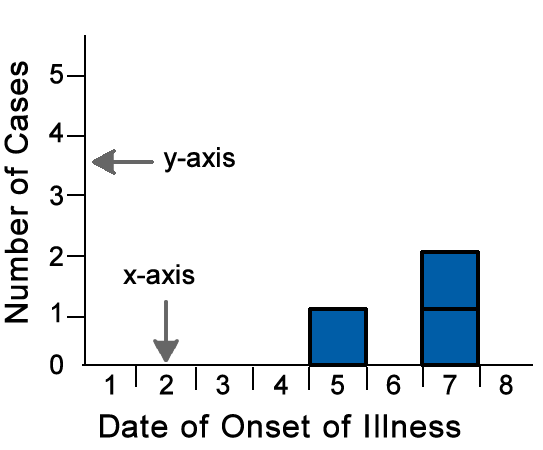 Number of Cases
5
4
y-axis
3
2
x-axis
1
0
1 2 3 4 5 6 7 8
Date of Onset of Illness